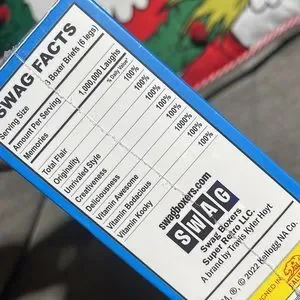 SWAG FACTS
Serving Size 3 Boxer Briefs (6 legs)
Amount Per Serving
Memories 1,000,000 Laughs
% Daily Value*
Total Flair 100%
Originality 100%
Unrivaled Style 100%
Creativeness 100%
Deliciousness 100%
Vitamin Awesome 1000%
Vitamin Bodacious 100%
Vitamin Kooky 100%
swagboxers.com
SWAG
Swag Boxers
Super Retro LLC.
A brand by Travis Kyler Hoyt
®, © 2022 Kellogg NA Co.